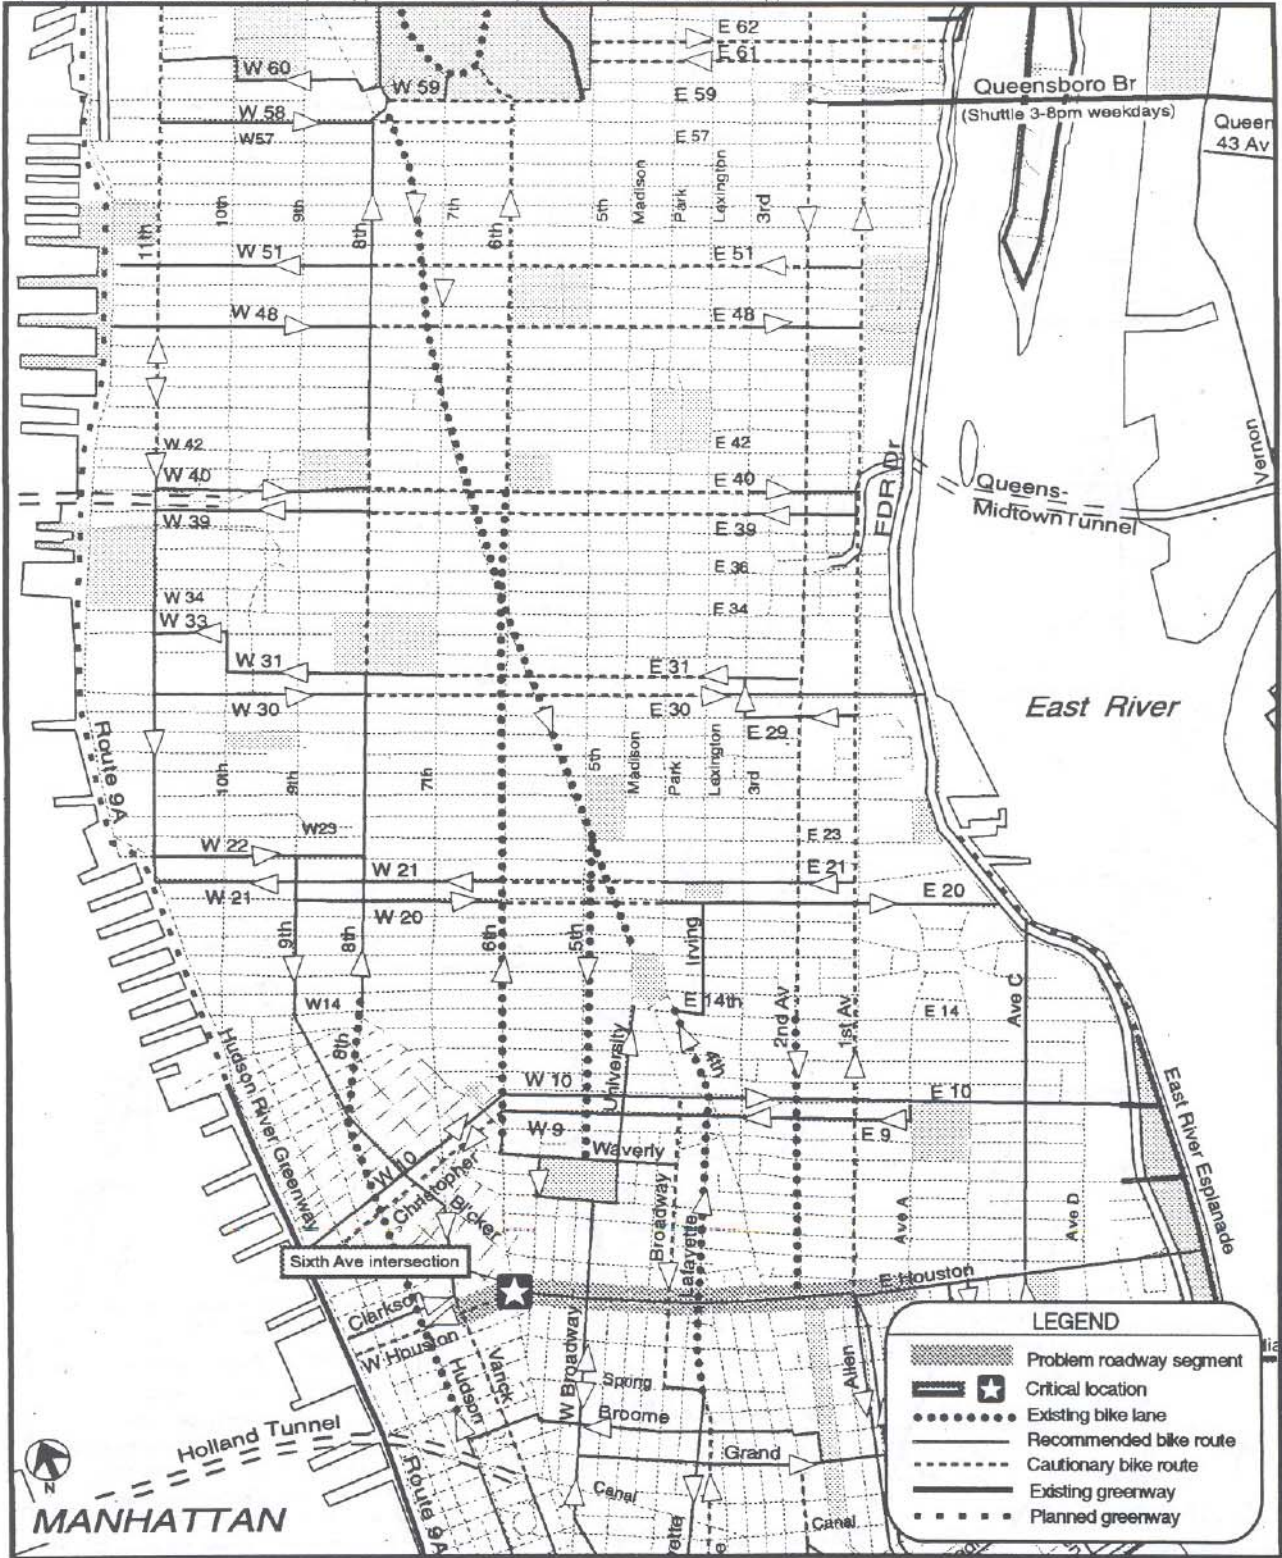 E 62
E 61
W 60
W 59
E 59
Queensboro Br
(Shuttle 3-8pm weekdays)
W 58
W57
E 57
Queen
43 Av
11th
10th
9th
8th
7th
6th
5th
Madison
Park
Lexington
3rd
W 51
E 51
W 48
E 48
W 42
E 42
W 40
E 40
FDR Dr
Queens-
Midtown Tunnel
Vernon
W 39
E 39
E 36
W 34
E 34
W 33
W 31
E 31
W 30
E 30
East River
E 29
Route 9A
10th
9th
7th
5th
Madison
Park
Lexington
3rd
W23
E 23
W 22
W 21
E 21
W 21
E 20
W 20
9th
8th
6th
5th
Irving
W14
E 14th
2nd Av
1st Av
E 14
Ave C
8th
University
4th
Hudson River Greenway
W 10
E 10
East River Esplanade
W 9
E 9
Waverly
W 10
Christopher
Bl'cker
Broadway
Lafayette
Ave A
Ave D
Sixth Ave intersection
E Houston
Clarkson
W Houston
Hudson
Varick
W Broadway
Spring
Allen
Broome
Grand
Holland Tunnel
Route 9A
Canal
Canal
N
MANHATTAN
LEGEND
Problem roadway segment
Critical location
Existing bike lane
Recommended bike route
Cautionary bike route
Existing greenway
Planned greenway